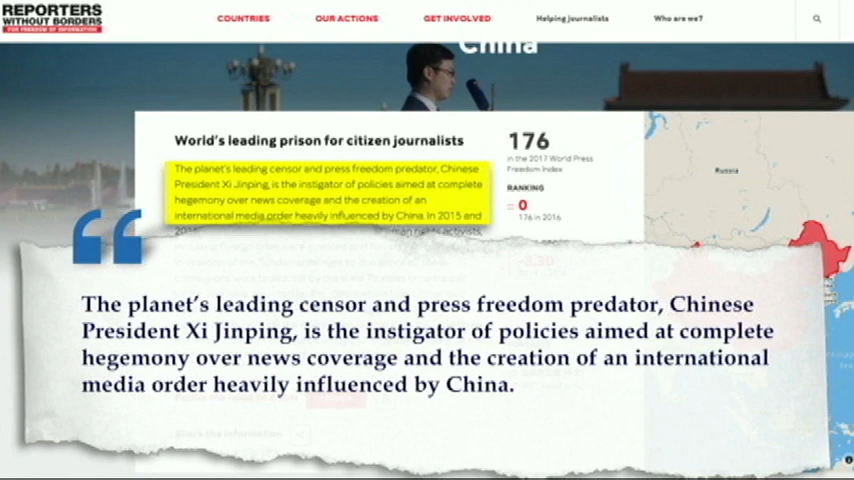 REPORTERS
WITHOUT BORDERS
FOR FREEDOM OF INFORMATION
COUNTRIES
OUR ACTIONS
GET INVOLVED
Helping journalists
Who are we?
China
World's leading prison for citizen journalists
The planet's leading censor and press freedom predator, Chinese
President Xi Jinping, is the instigator of policies aimed at complete
hegemony over news coverage and the creation of an
international media order heavily influenced by China. In 2015 and
176
in the 2017 World Press
Freedom Index
RANKING
= 0
176 in 2016
Russia
“
The planet’s leading censor and press freedom predator, Chinese
President Xi Jinping, is the instigator of policies aimed at complete
hegemony over news coverage and the creation of an international
media order heavily influenced by China.
Share the information